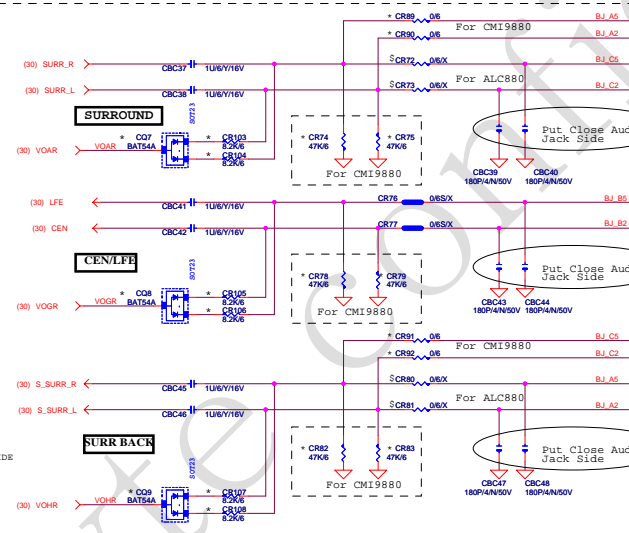 * CR89 0/6 For CMI9880 BJ_A5
* CR90 0/6 BJ_A2
(30) SURR_R CBC37 1U/6/Y/16V $CR72 0/6/X BJ_C5
For ALC880
(30) SURR_L CBC38 1U/6/Y/16V $CR73 0/6/X BJ_C2
SURROUND
SOT23
Put Close Aud
Jack Side
(30) VOAR VOAR * CQ7 BAT54A
* CR103 8.2K/6
* CR104 8.2K/6
* CR74 47K/6
* CR75 47K/6
For CMI9880
CBC39 CBC40
180P/4/N/50V 180P/4/N/50V
(30) LFE CBC41 1U/6/Y/16V CR76 0/6S/X BJ_B5
(30) CEN CBC42 1U/6/Y/16V CR77 0/6S/X BJ_B2
CEN/LFE
SOT23
Put Close Aud
Jack Side
(30) VOGR VOGR * CQ8 BAT54A
* CR105 8.2K/6
* CR106 8.2K/6
* CR78 47K/6
* CR79 47K/6
For CMI9880
CBC43 CBC44
180P/4/N/50V 180P/4/N/50V
* CR91 0/6 For CMI9880 BJ_C5
* CR92 0/6 BJ_C2
(30) S_SURR_R CBC45 1U/6/Y/16V $CR80 0/6/X BJ_A5
For ALC880
(30) S_SURR_L CBC46 1U/6/Y/16V $CR81 0/6/X BJ_A2
SURR BACK
IDE
SOT23
Put Close Aud
Jack Side
(30) VOHR VOHR * CQ9 BAT54A
* CR107 8.2K/6
* CR108 8.2K/6
* CR82 47K/6
* CR83 47K/6
For CMI9880
CBC47 CBC48
180P/4/N/50V 180P/4/N/50V